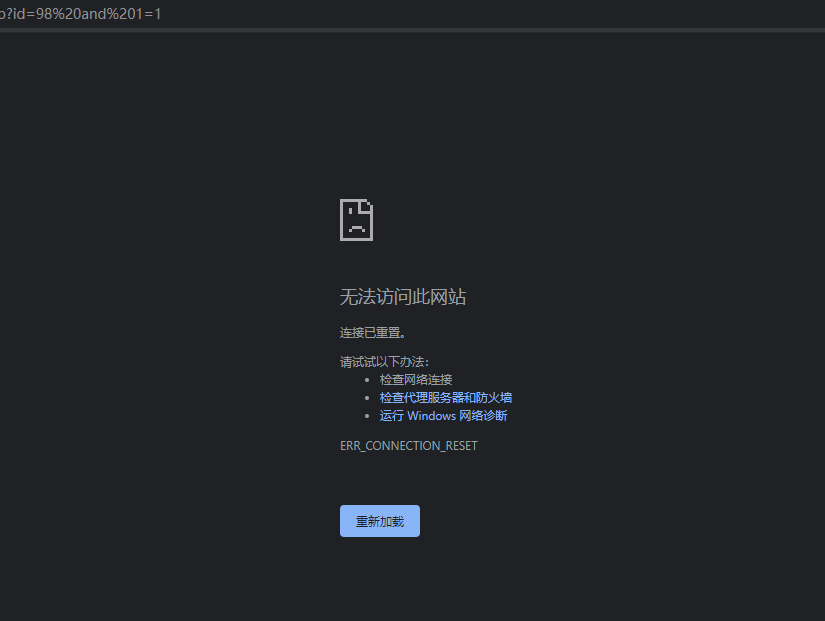 ?id=98%20and%201=1
无法访问此网站
连接已重置。
请试试以下办法：
• 检查网络连接
• 检查代理服务器和防火墙
• 运行 Windows 网络诊断
ERR_CONNECTION_RESET
重新加载